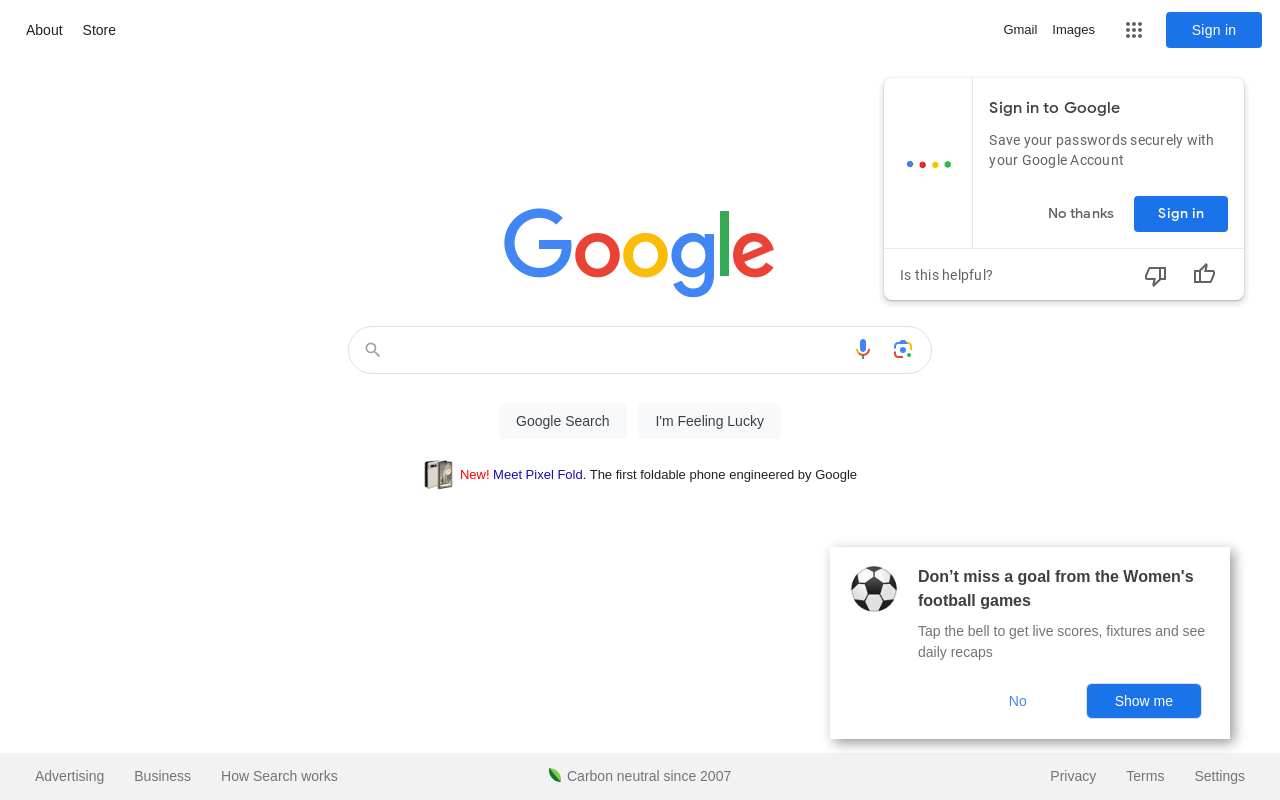 About Store
Gmail Images Sign in
Sign in to Google
Save your passwords securely with
your Google Account
No thanks Sign in
Is this helpful?
Google
Google Search I'm Feeling Lucky
New! Meet Pixel Fold. The first foldable phone engineered by Google
Don’t miss a goal from the Women's
football games
Tap the bell to get live scores, fixtures and see
daily recaps
No Show me
Advertising Business How Search works
Carbon neutral since 2007
Privacy Terms Settings